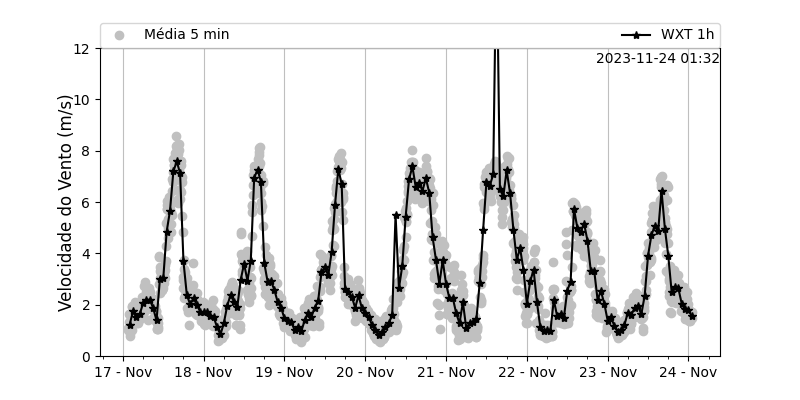 Média 5 min
WXT 1h
2023-11-24 01:32
Velocidade do Vento (m/s)
12
10
8
6
4
2
0
17 - Nov 18 - Nov 19 - Nov 20 - Nov 21 - Nov 22 - Nov 23 - Nov 24 - Nov